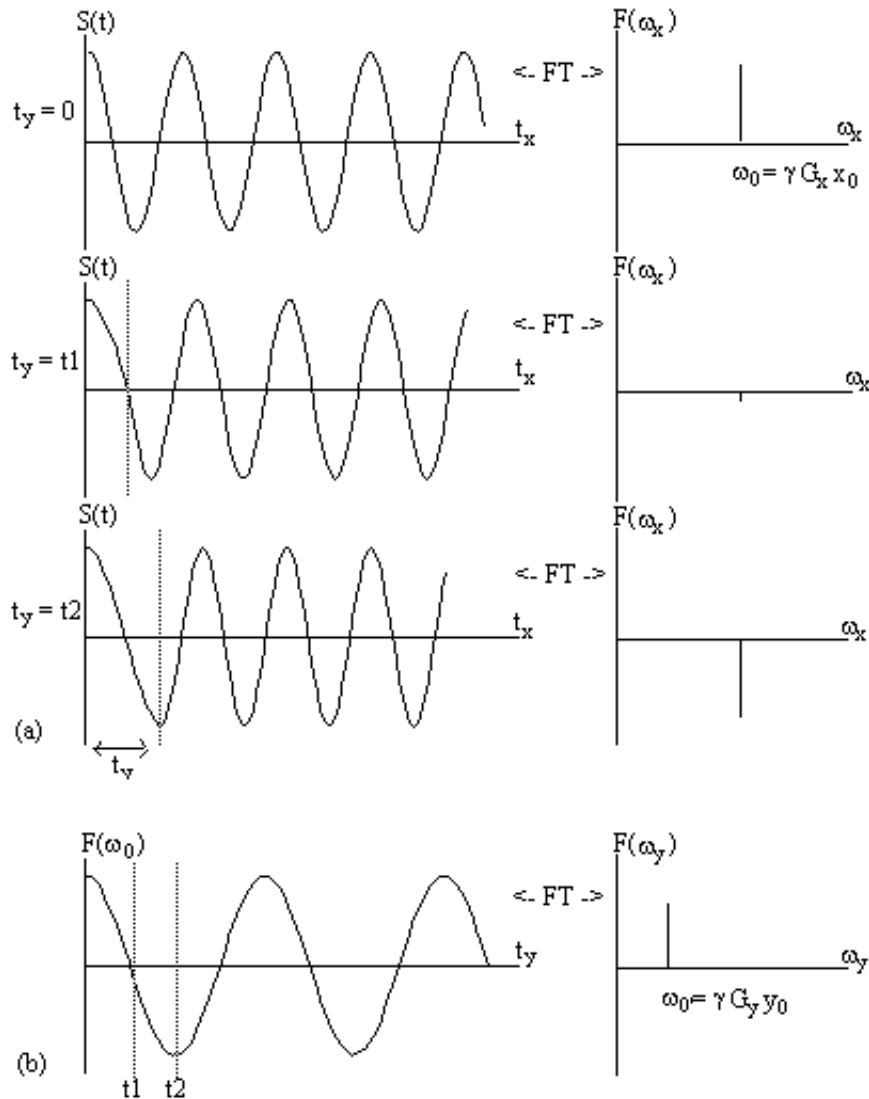 S(t) F(ωx)
<- FT ->
ty = 0 tx ωx
ω0 = γ Gx x0
S(t) F(ωx)
<- FT ->
ty = t1 tx ωx
S(t) F(ωx)
<- FT ->
ty = t2 tx ωx
(a)
ty
F(ω0) F(ωy)
<- FT ->
ty ωy
ω0 = γ Gy y0
(b)
t1 t2